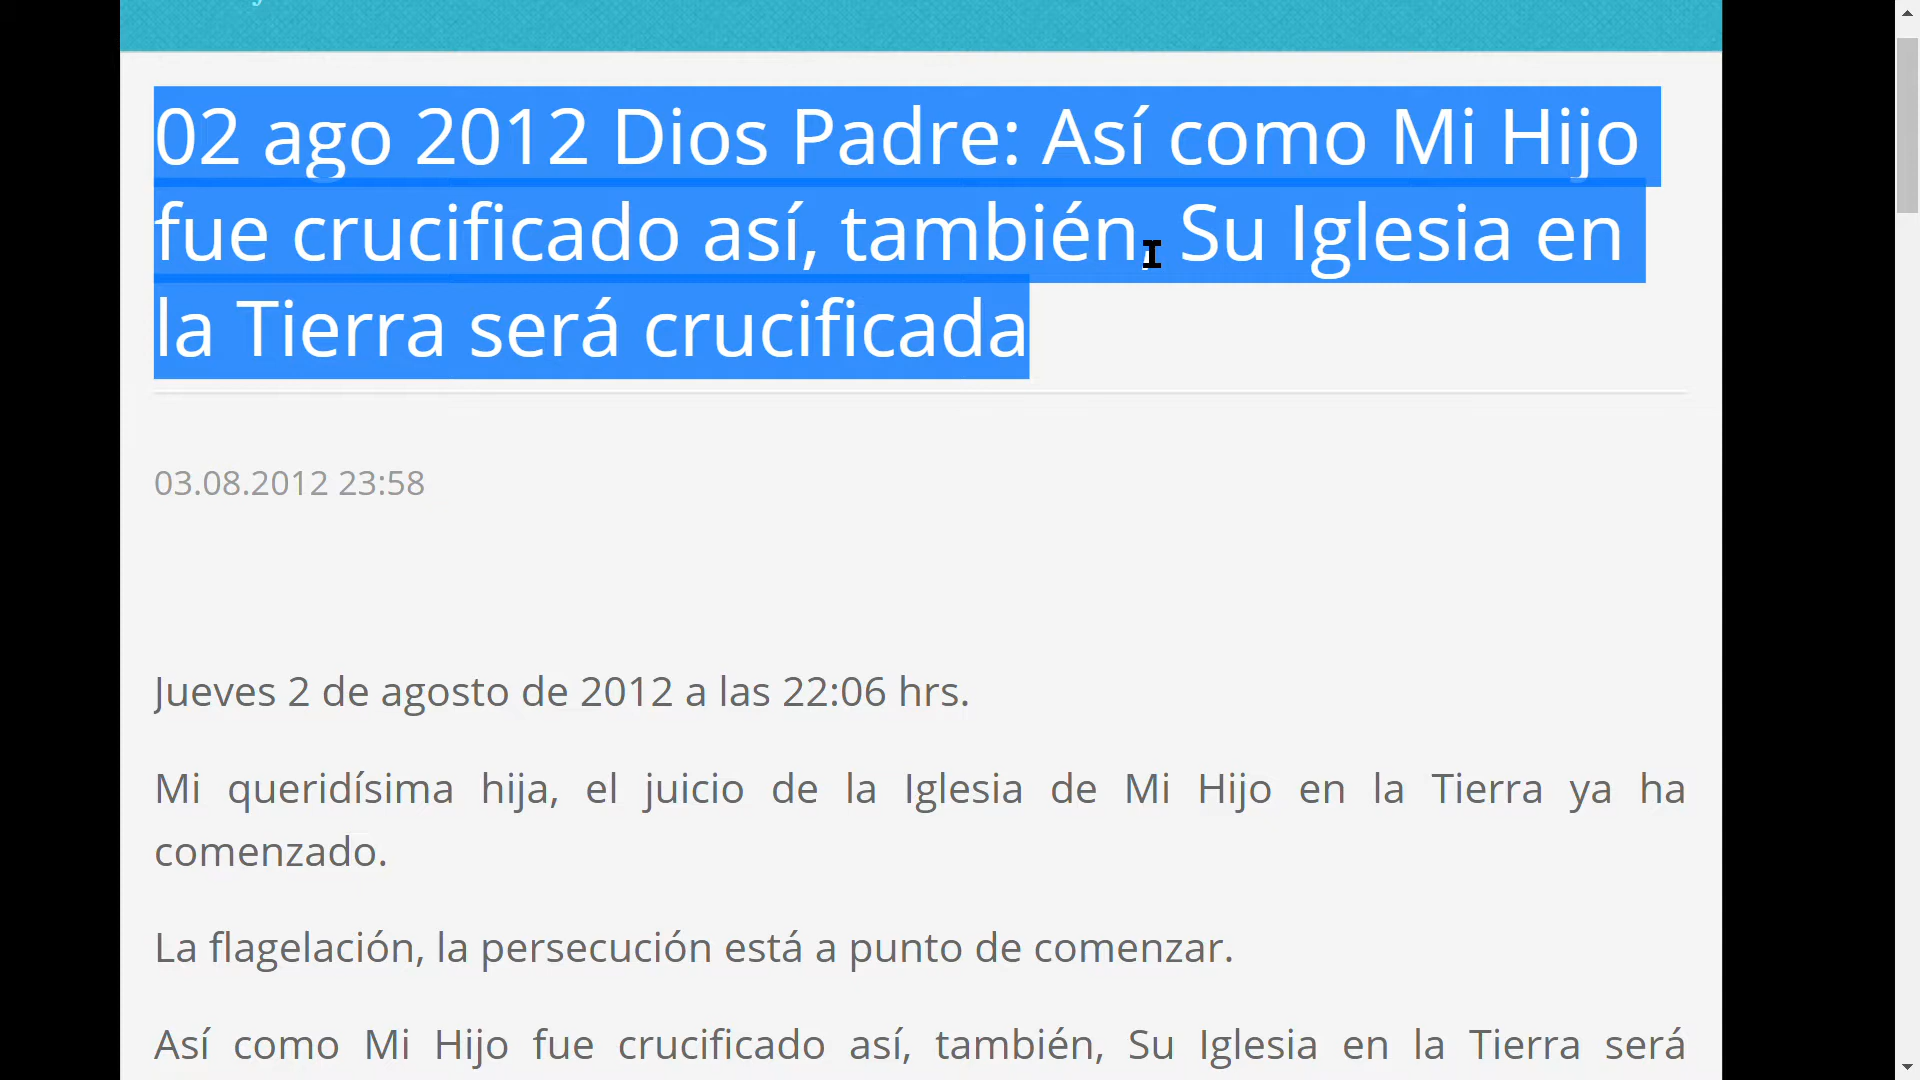 02 ago 2012 Dios Padre: Así como Mi Hijo
fue crucificado así, también, Su Iglesia en
la Tierra será crucificada
03.08.2012 23:58
Jueves 2 de agosto de 2012 a las 22:06 hrs.
Mi queridísima hija, el juicio de la Iglesia de Mi Hijo en la Tierra ya ha
comenzado.
La flagelación, la persecución está a punto de comenzar.
Así como Mi Hijo fue crucificado así, también, Su Iglesia en la Tierra será